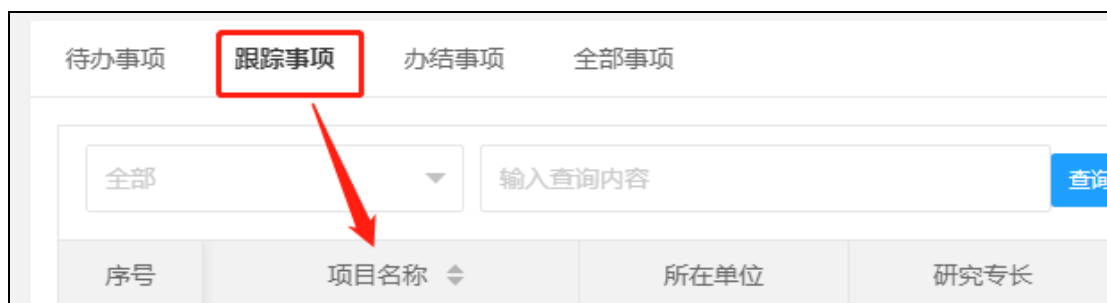 待办事项 跟踪事项 办结事项 全部事项
全部 输入查询内容 查询
序号 项目名称 所在单位 研究专长